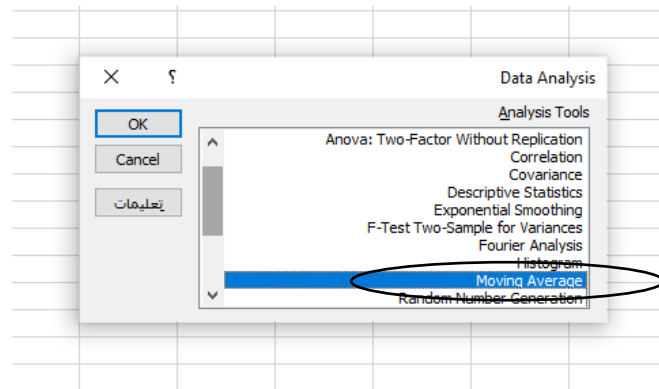 Data Analysis
؟
Analysis Tools
Anova: Two-Factor Without Replication
Correlation
Covariance
Descriptive Statistics
Exponential Smoothing
F-Test Two-Sample for Variances
Fourier Analysis
Histogram
Moving Average
Random Number Generation
OK
Cancel
تعليمات